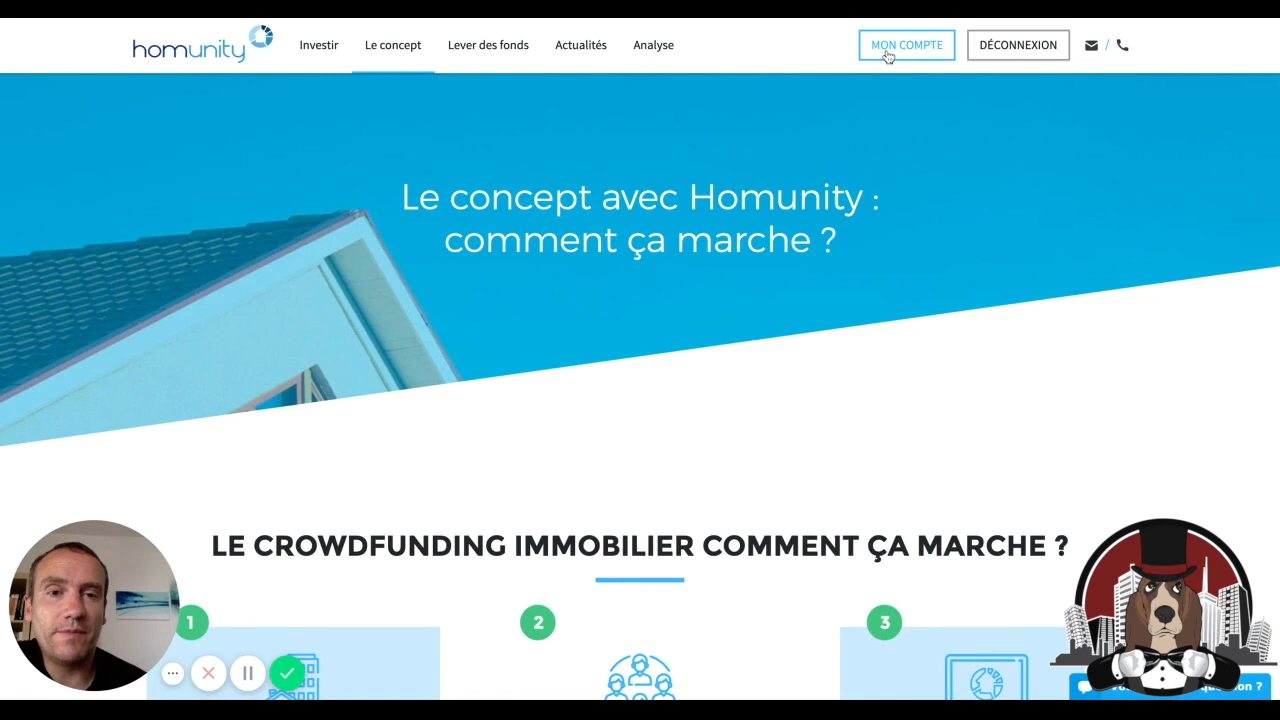 homunity
Investir
Le concept
Lever des fonds
Actualités
Analyse
MON COMPTE
DÉCONNEXION
/
Le concept avec Homunity :
comment ça marche ?
LE CROWDFUNDING IMMOBILIER COMMENT ÇA MARCHE ?
1
2
3
?